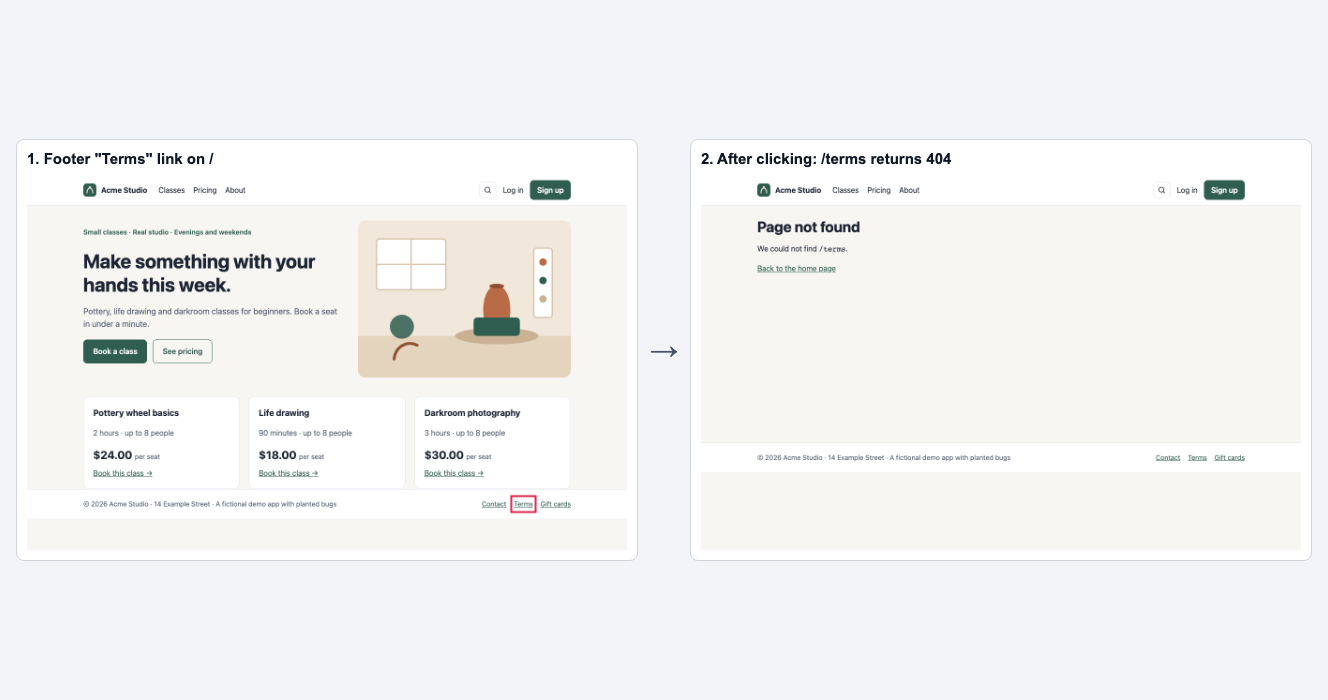 1. Footer "Terms" link on /
Acme Studio Classes Pricing About Log in Sign up
Small classes · Real studio · Evenings and weekends
Make something with your
hands this week.
Pottery, life drawing and darkroom classes for beginners. Book a seat
in under a minute.
Book a class See pricing
Pottery wheel basics
2 hours · up to 8 people
$24.00 per seat
Book this class →
Life drawing
90 minutes · up to 8 people
$18.00 per seat
Book this class →
Darkroom photography
3 hours · up to 8 people
$30.00 per seat
Book this class →
© 2026 Acme Studio · 14 Example Street · A fictional demo app with planted bugs Contact Terms Gift cards
→
2. After clicking: /terms returns 404
Acme Studio Classes Pricing About Log in Sign up
Page not found
We could not find /terms.
Back to the home page
© 2026 Acme Studio · 14 Example Street · A fictional demo app with planted bugs Contact Terms Gift cards